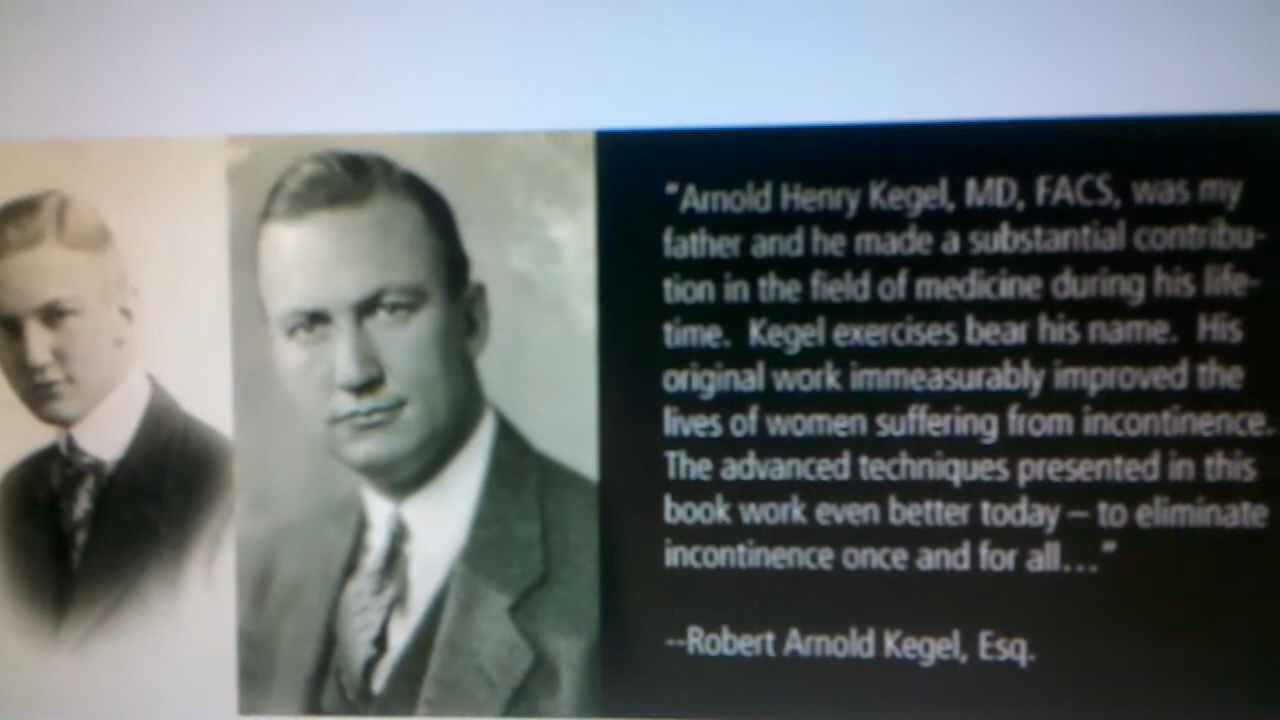 "Arnold Henry Kegel, MD, FACS, was my
father and he made a substantial contribu-
tion in the field of medicine during his life-
time. Kegel exercises bear his name. His
original work immeasurably improved the
lives of women suffering from incontinence.
The advanced techniques presented in this
book work even better today – to eliminate
incontinence once and for all..."
--Robert Arnold Kegel, Esq.